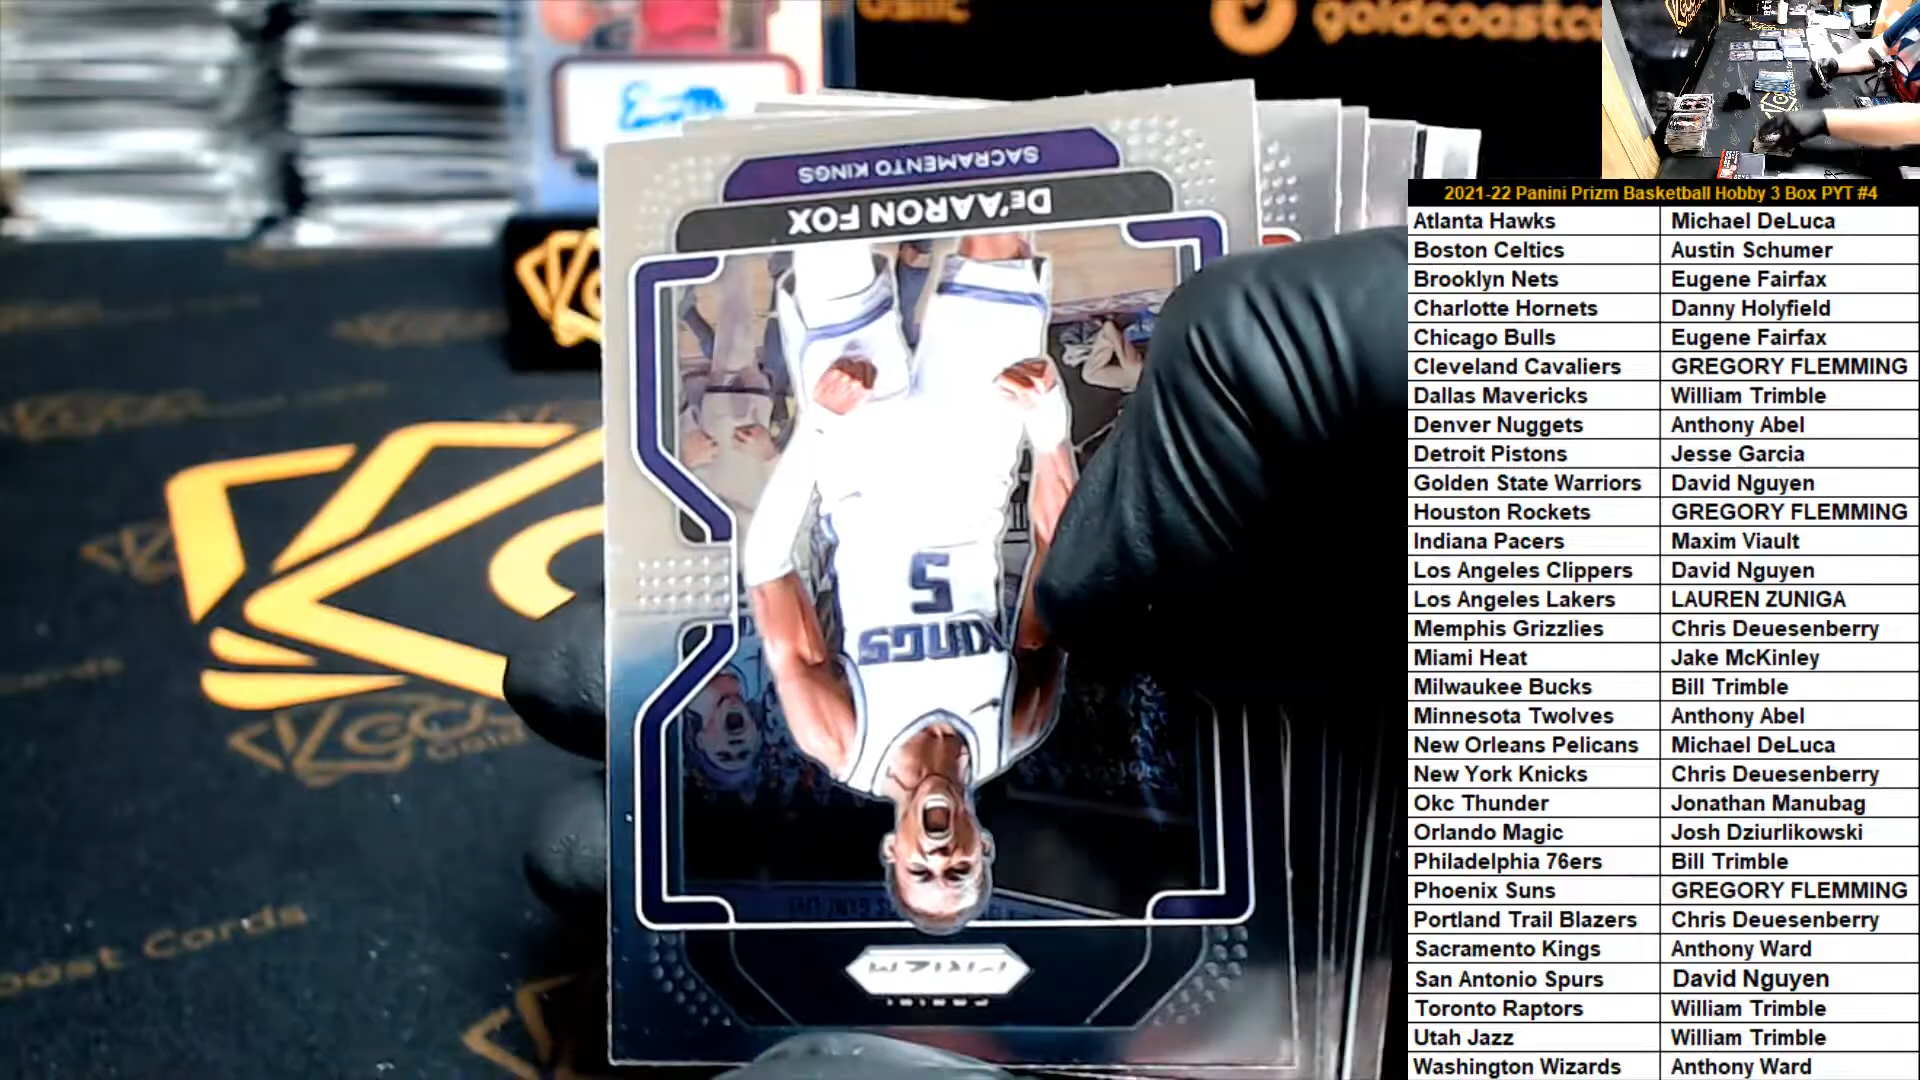 goldcoastc
SACRAMENTO KINGS
De'AARON FOX
5
KINGS
PRIZM
PANINI
oast Cards
2021-22 Panini Prizm Basketball Hobby 3 Box PYT #4
Atlanta Hawks Michael DeLuca
Boston Celtics Austin Schumer
Brooklyn Nets Eugene Fairfax
Charlotte Hornets Danny Holyfield
Chicago Bulls Eugene Fairfax
Cleveland Cavaliers GREGORY FLEMMING
Dallas Mavericks William Trimble
Denver Nuggets Anthony Abel
Detroit Pistons Jesse Garcia
Golden State Warriors David Nguyen
Houston Rockets GREGORY FLEMMING
Indiana Pacers Maxim Viault
Los Angeles Clippers David Nguyen
Los Angeles Lakers LAUREN ZUNIGA
Memphis Grizzlies Chris Deuesenberry
Miami Heat Jake McKinley
Milwaukee Bucks Bill Trimble
Minnesota Twolves Anthony Abel
New Orleans Pelicans Michael DeLuca
New York Knicks Chris Deuesenberry
Okc Thunder Jonathan Manubag
Orlando Magic Josh Dziurlikowski
Philadelphia 76ers Bill Trimble
Phoenix Suns GREGORY FLEMMING
Portland Trail Blazers Chris Deuesenberry
Sacramento Kings Anthony Ward
San Antonio Spurs David Nguyen
Toronto Raptors William Trimble
Utah Jazz William Trimble
Washington Wizards Anthony Ward